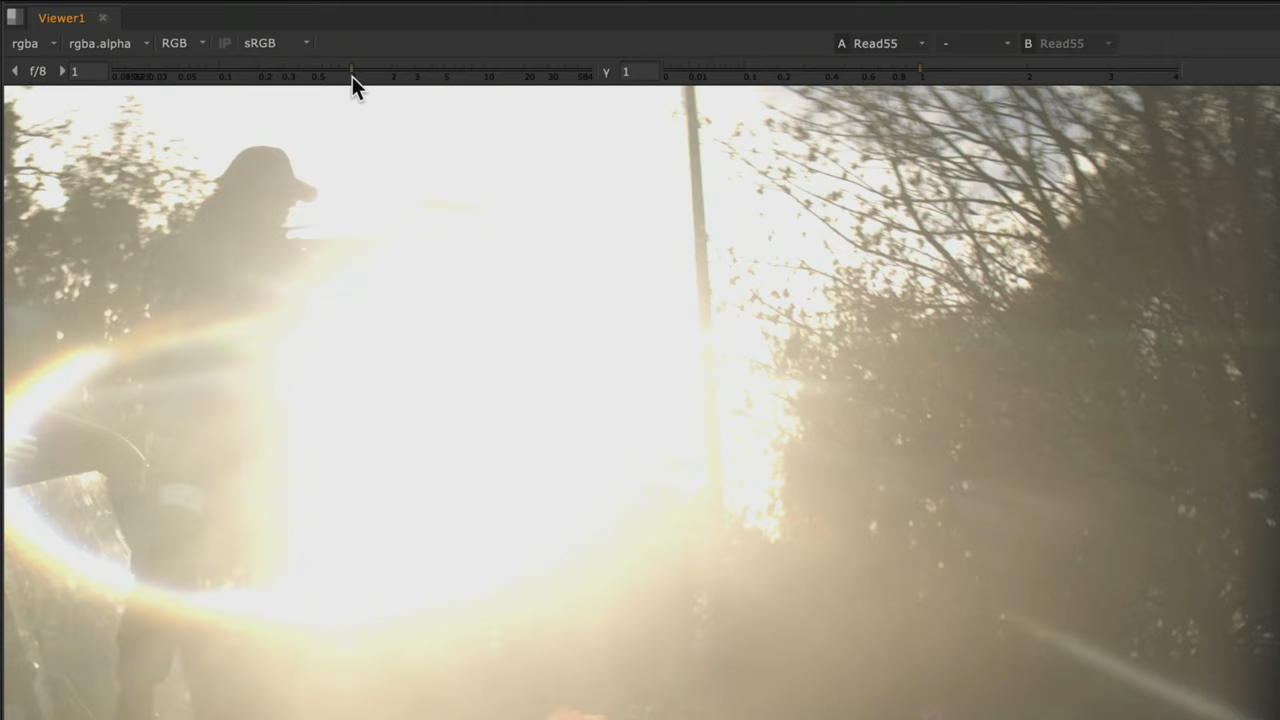 Viewer1
rgba rgba.alpha RGB IP sRGB A Read55 - B Read55
f/8 1 0.1 0.2 0.3 0.5 2 3 5 10 20 30 γ 1 0 0.01 0.1 0.2 0.4 0.6 0.8 1 2 3 4